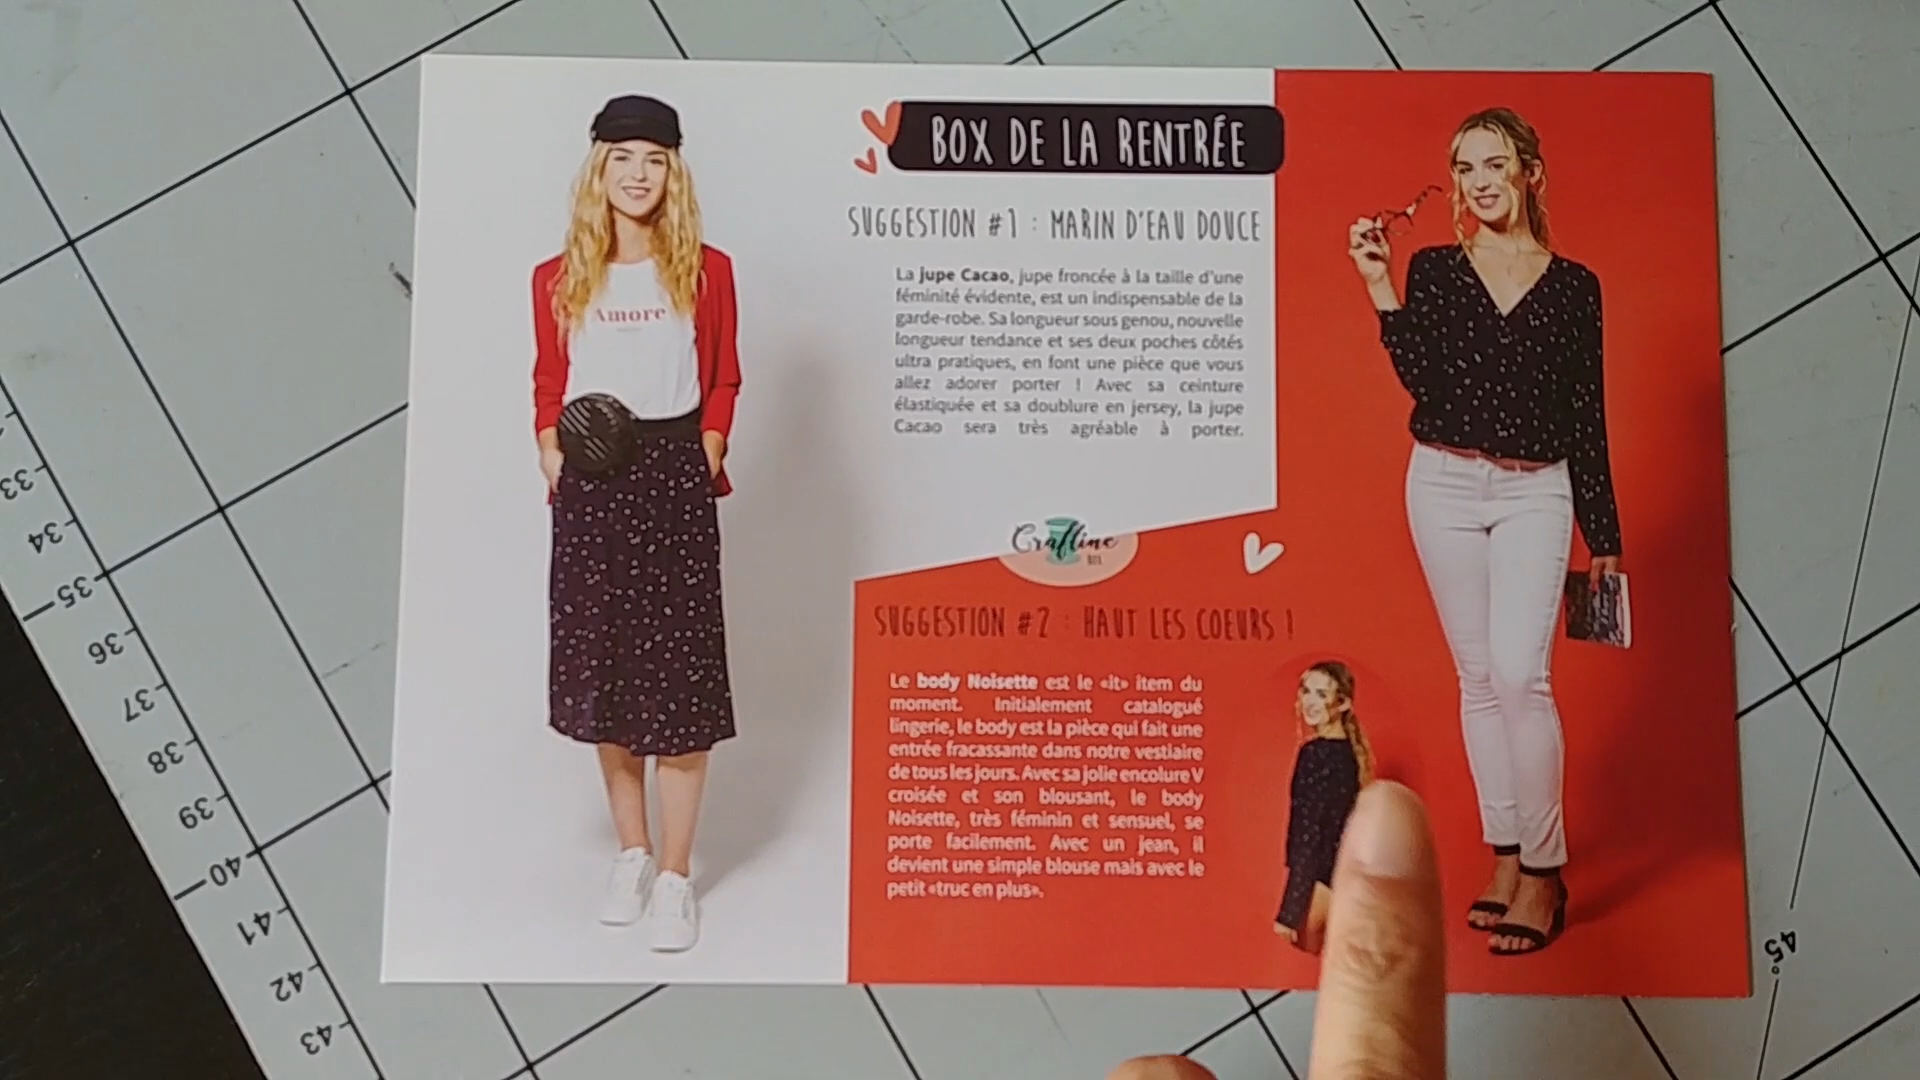 BOX DE LA RENTRÉE
SUGGESTION #1 : MARIN D'EAU DOUCE
La jupe Cacao, jupe froncée à la taille d'une
féminité évidente, est un indispensable de la
garde-robe. Sa longueur sous genou, nouvelle
longueur tendance et ses deux poches côtés
ultra pratiques, en font une pièce que vous
allez adorer porter ! Avec sa ceinture
élastiquée et sa doublure en jersey, la jupe
Cacao sera très agréable à porter.
Amore
Craftine
BOX
SUGGESTION #2 : HAUT LES COEURS !
Le body Noisette est le «it» item du
moment. Initialement catalogué
lingerie, le body est la pièce qui fait une
entrée fracassante dans notre vestiaire
de tous les jours. Avec sa jolie encolure V
croisée et son blousant, le body
Noisette, très féminin et sensuel, se
porte facilement. Avec un jean, il
devient une simple blouse mais avec le
petit «truc en plus».
33
34
35
36
37
38
39
40
41
42
43
45°